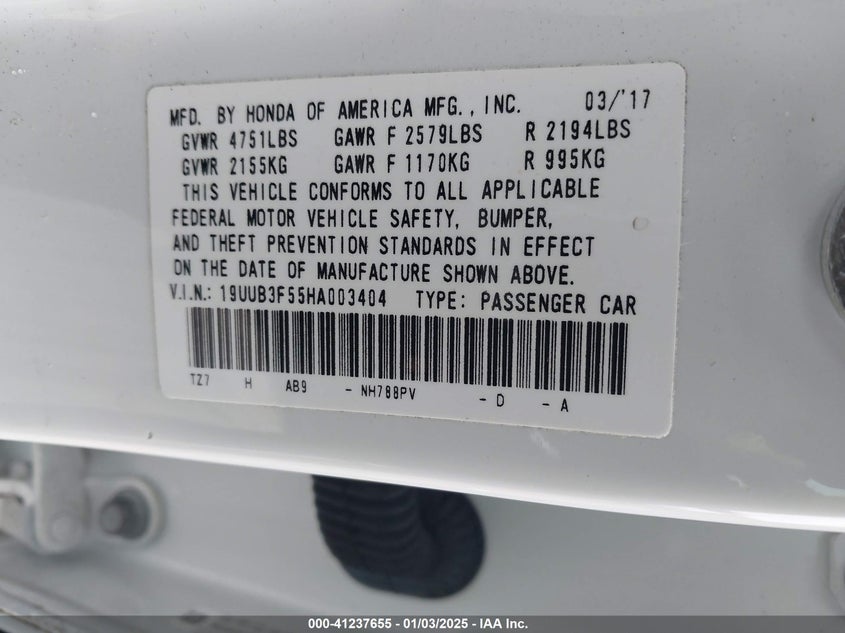 MFD. BY HONDA OF AMERICA MFG., INC. 03/'17
GVWR 4751LBS GAWR F 2579LBS R 2194LBS
GVWR 2155KG GAWR F 1170KG R 995KG
THIS VEHICLE CONFORMS TO ALL APPLICABLE
FEDERAL MOTOR VEHICLE SAFETY, BUMPER,
AND THEFT PREVENTION STANDARDS IN EFFECT
ON THE DATE OF MANUFACTURE SHOWN ABOVE.
V.I.N.: 19UUB3F55HA003404 TYPE: PASSENGER CAR
TZ7 H AB9 - NH788PV - D - A
000-41237655 - 01/03/2025 - IAA Inc.